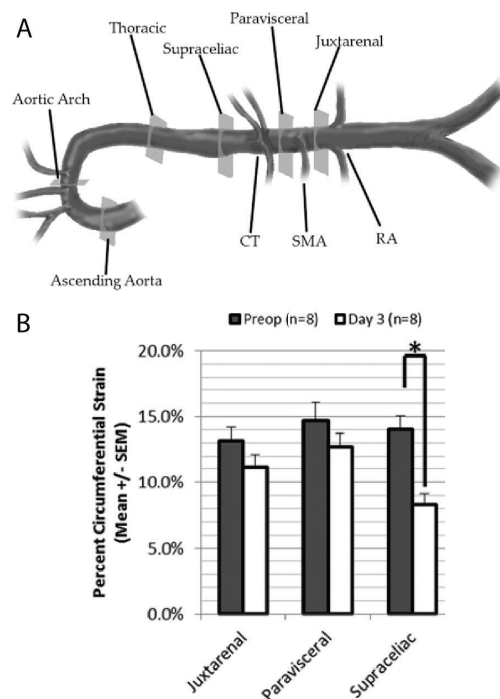 A
Thoracic
Paravisceral
Supraceliac
Juxtarenal
Aortic Arch
CT
SMA
RA
Ascending Aorta
B
Preop (n=8) Day 3 (n=8)
Percent Circumferential Strain
(Mean +/- SEM)
20.0%
*
15.0%
10.0%
5.0%
0.0%
Juxtarenal
Paravisceral
Supraceliac